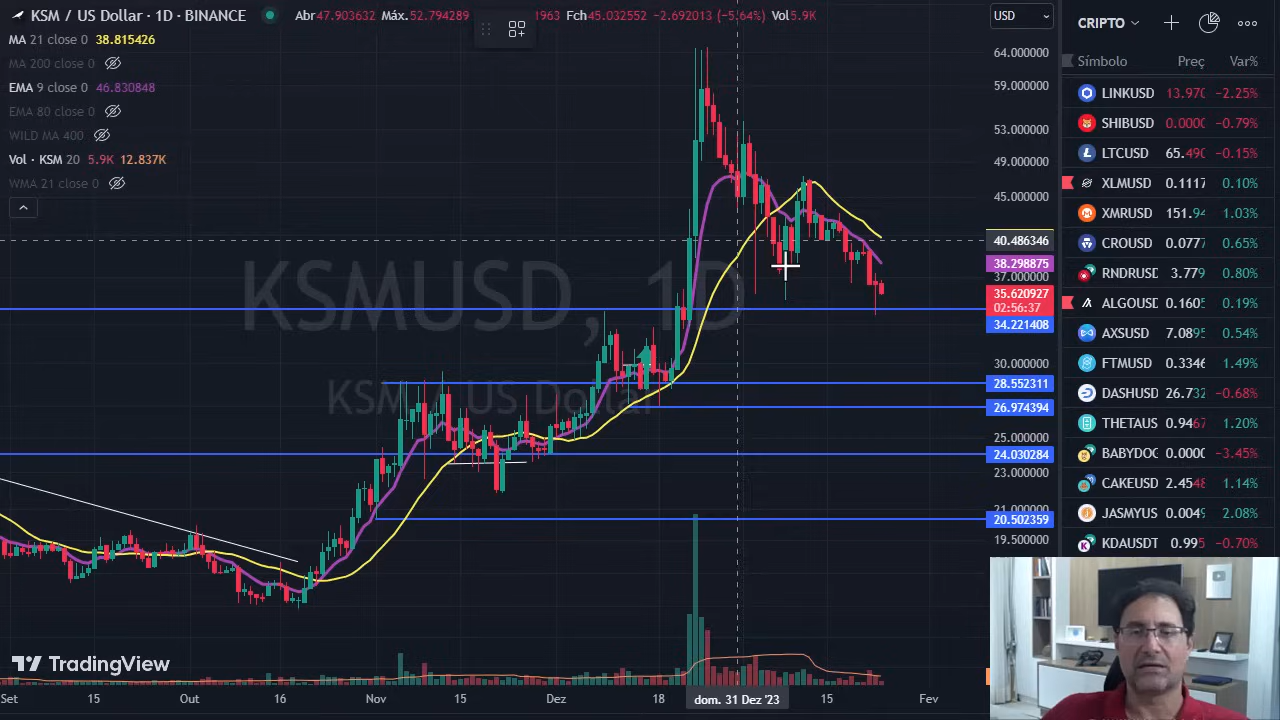 KSM / US Dollar · 1D · BINANCE Abr47.903632 Máx.52.794289 1963 Fch45.032552 −2.692013 (−5.64%) Vol5.9K
MA 21 close 0 38.815426
MA 200 close 0
EMA 9 close 0 46.830848
EMA 80 close 0
WILD MA 400
Vol · KSM 20 5.9K 12.837K
WMA 21 close 0
KSMUSD, 1D
KSM / US Dollar
USD
64.000000
59.000000
53.000000
49.000000
45.000000
40.486346
38.298875
37.000000
35.620927
02:56:37
34.221408
30.000000
28.552311
26.974394
25.000000
24.030284
23.000000
21.000000
20.502359
19.500000
TradingView
Set 15 Out 16 Nov 15 Dez 18 dom. 31 Dez '23 15 Fev
CRIPTO
Símbolo Preç Var%
LINKUSD 13.970 −2.25%
SHIBUSD 0.0000 −0.79%
LTCUSD 65.490 −0.15%
XLMUSD 0.1117 0.10%
XMRUSD 151.94 1.03%
CROUSD 0.0777 0.65%
RNDRUSD 3.779 0.80%
ALGOUSD 0.1605 0.19%
AXSUSD 7.0895 0.54%
FTMUSD 0.3346 1.49%
DASHUSD 26.732 −0.68%
THETAUS 0.9467 1.20%
BABYDOG 0.0000 −3.45%
CAKEUSD 2.4548 1.14%
JASMYUS 0.0049 2.08%
KDAUSDT 0.995 −0.70%